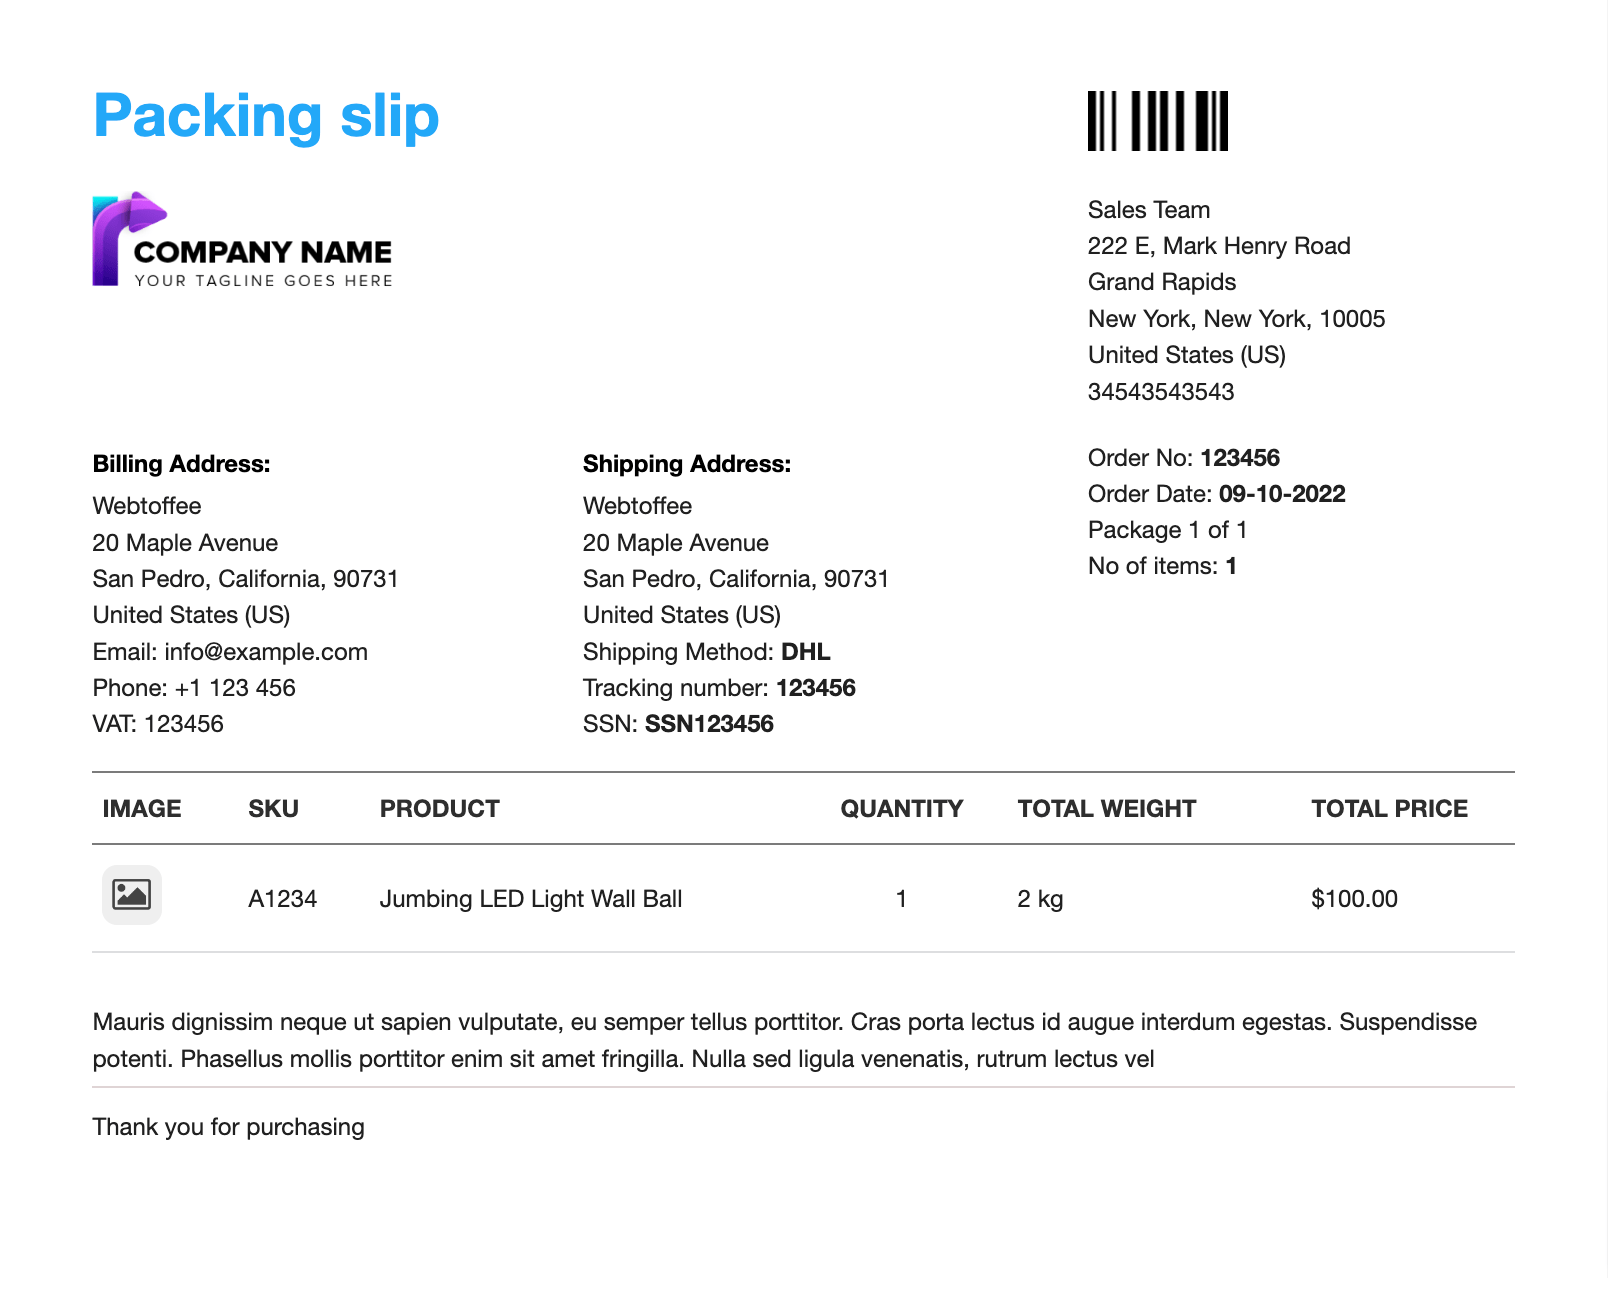 Packing slip
COMPANY NAME
YOUR TAGLINE GOES HERE
Sales Team
222 E, Mark Henry Road
Grand Rapids
New York, New York, 10005
United States (US)
34543543543
Billing Address:
Webtoffee
20 Maple Avenue
San Pedro, California, 90731
United States (US)
Email: info@example.com
Phone: +1 123 456
VAT: 123456
Shipping Address:
Webtoffee
20 Maple Avenue
San Pedro, California, 90731
United States (US)
Shipping Method: DHL
Tracking number: 123456
SSN: SSN123456
Order No: 123456
Order Date: 09-10-2022
Package 1 of 1
No of items: 1
IMAGE SKU PRODUCT QUANTITY TOTAL WEIGHT TOTAL PRICE
A1234 Jumbing LED Light Wall Ball 1 2 kg $100.00
Mauris dignissim neque ut sapien vulputate, eu semper tellus porttitor. Cras porta lectus id augue interdum egestas. Suspendisse
potenti. Phasellus mollis porttitor enim sit amet fringilla. Nulla sed ligula venenatis, rutrum lectus vel
Thank you for purchasing